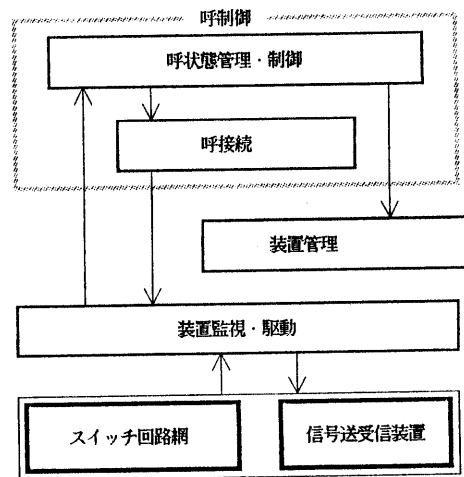 呼制御
呼状態管理・制御
呼接続
装置管理
装置監視・駆動
スイッチ回路網
信号送受信装置